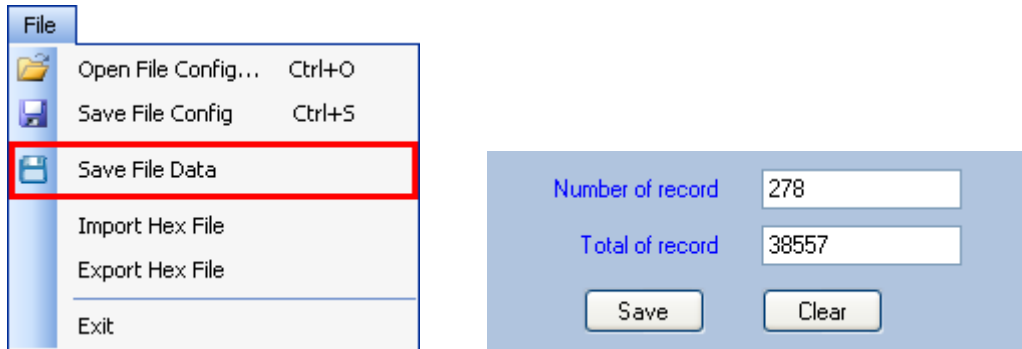 File
Open File Config... Ctrl+O
Save File Config Ctrl+S
Save File Data
Import Hex File
Export Hex File
Exit
Number of record 278
Total of record 38557
Save Clear